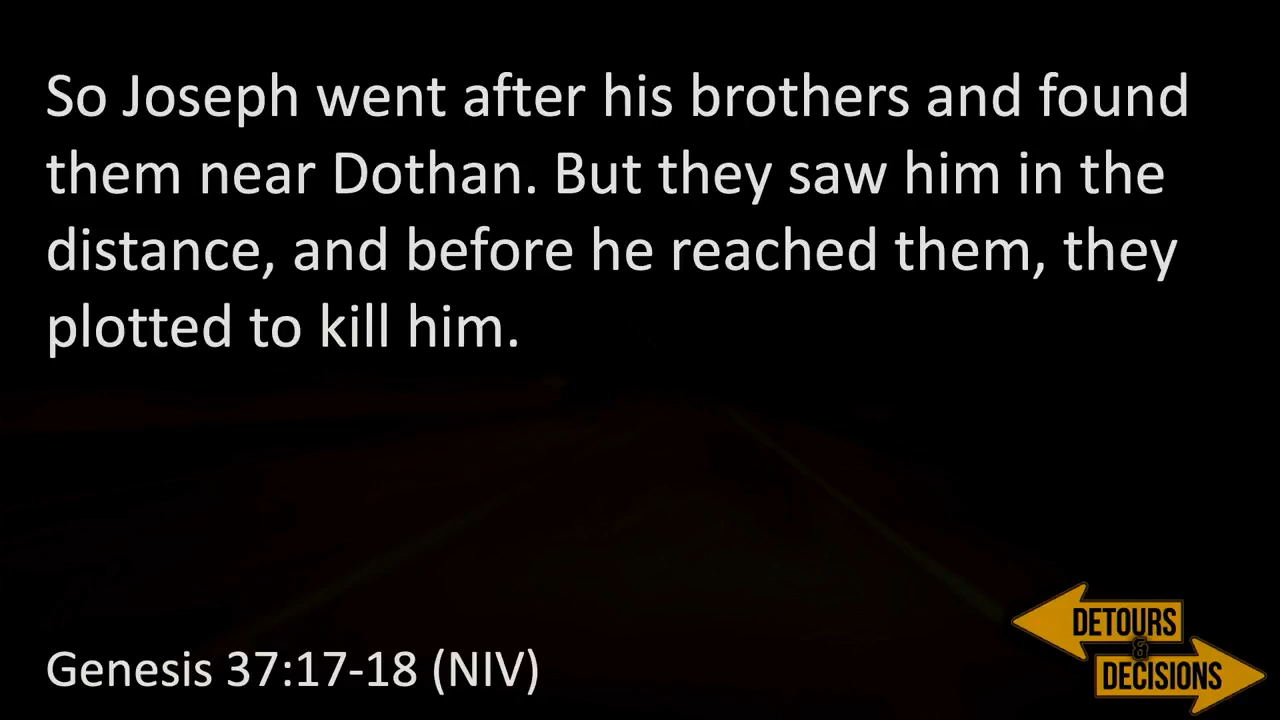 So Joseph went after his brothers and found
them near Dothan. But they saw him in the
distance, and before he reached them, they
plotted to kill him.
Genesis 37:17-18 (NIV)
DETOURS
&
DECISIONS